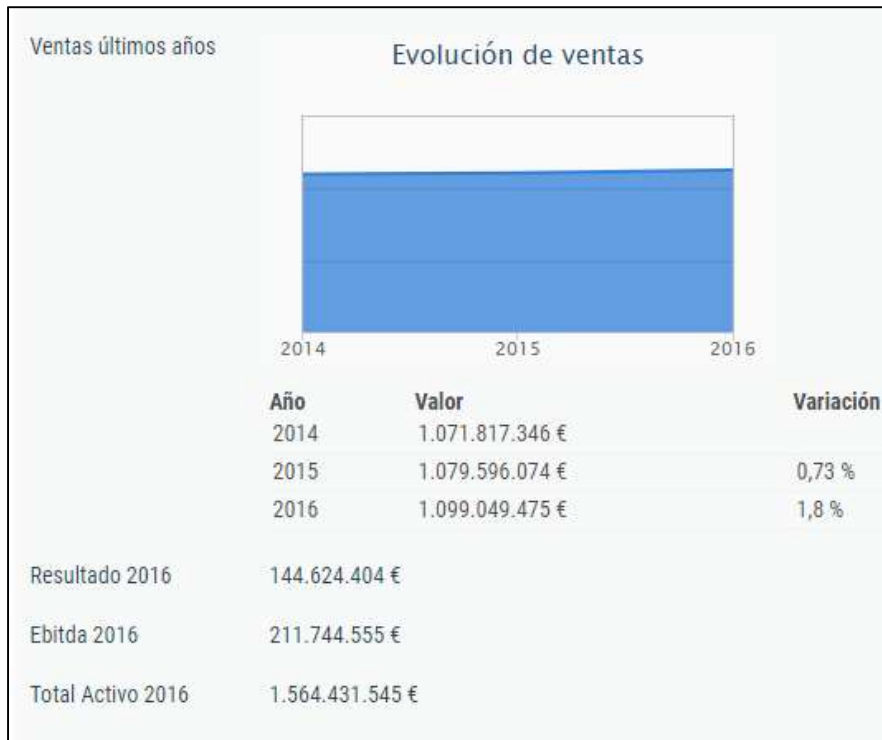 Ventas últimos años
Evolución de ventas
2014 2015 2016
Año Valor Variación
2014 1.071.817.346 €
2015 1.079.596.074 € 0,73 %
2016 1.099.049.475 € 1,8 %
Resultado 2016 144.624.404 €
Ebitda 2016 211.744.555 €
Total Activo 2016 1.564.431.545 €